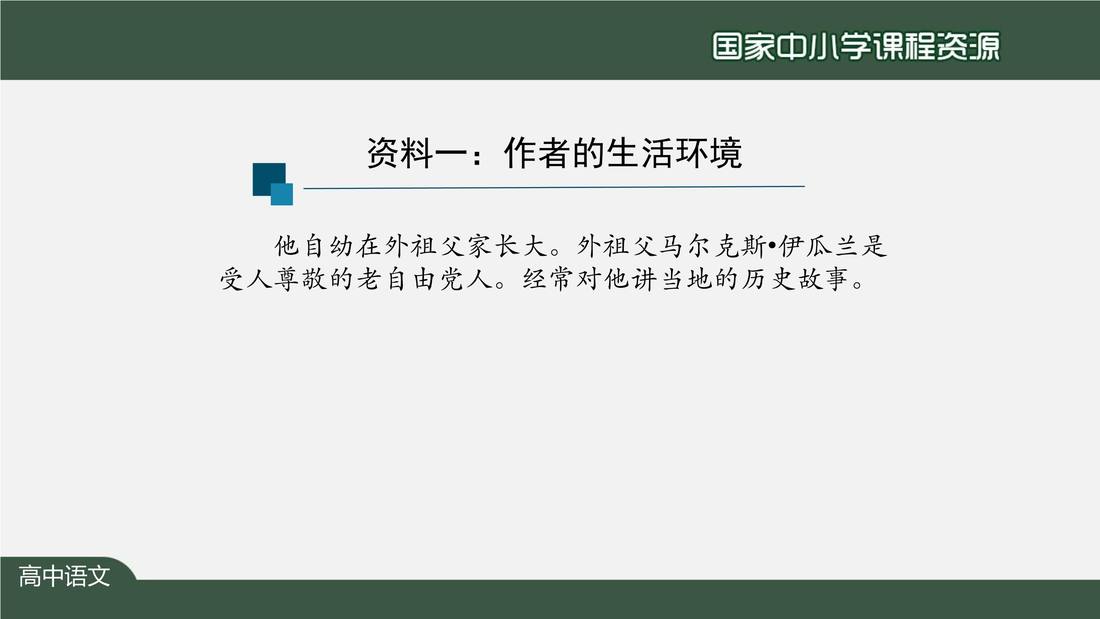 国家中小学课程资源
资料一：作者的生活环境
他自幼在外祖父家长大。外祖父马尔克斯•伊瓜兰是
受人尊敬的老自由党人。经常对他讲当地的历史故事。
高中语文